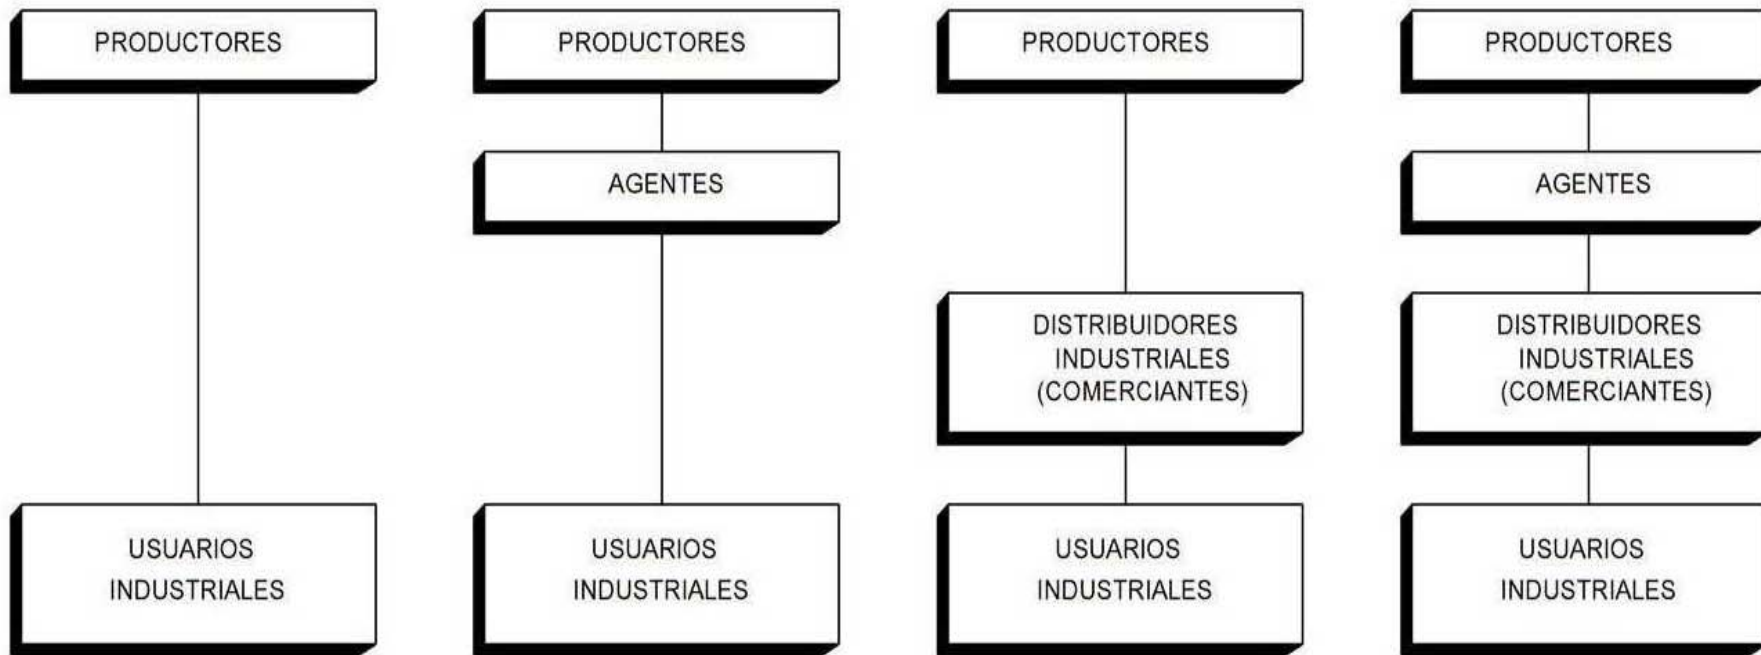 PRODUCTORES
PRODUCTORES
PRODUCTORES
PRODUCTORES
AGENTES
AGENTES
DISTRIBUIDORES
INDUSTRIALES
(COMERCIANTES)
DISTRIBUIDORES
INDUSTRIALES
(COMERCIANTES)
USUARIOS
INDUSTRIALES
USUARIOS
INDUSTRIALES
USUARIOS
INDUSTRIALES
USUARIOS
INDUSTRIALES